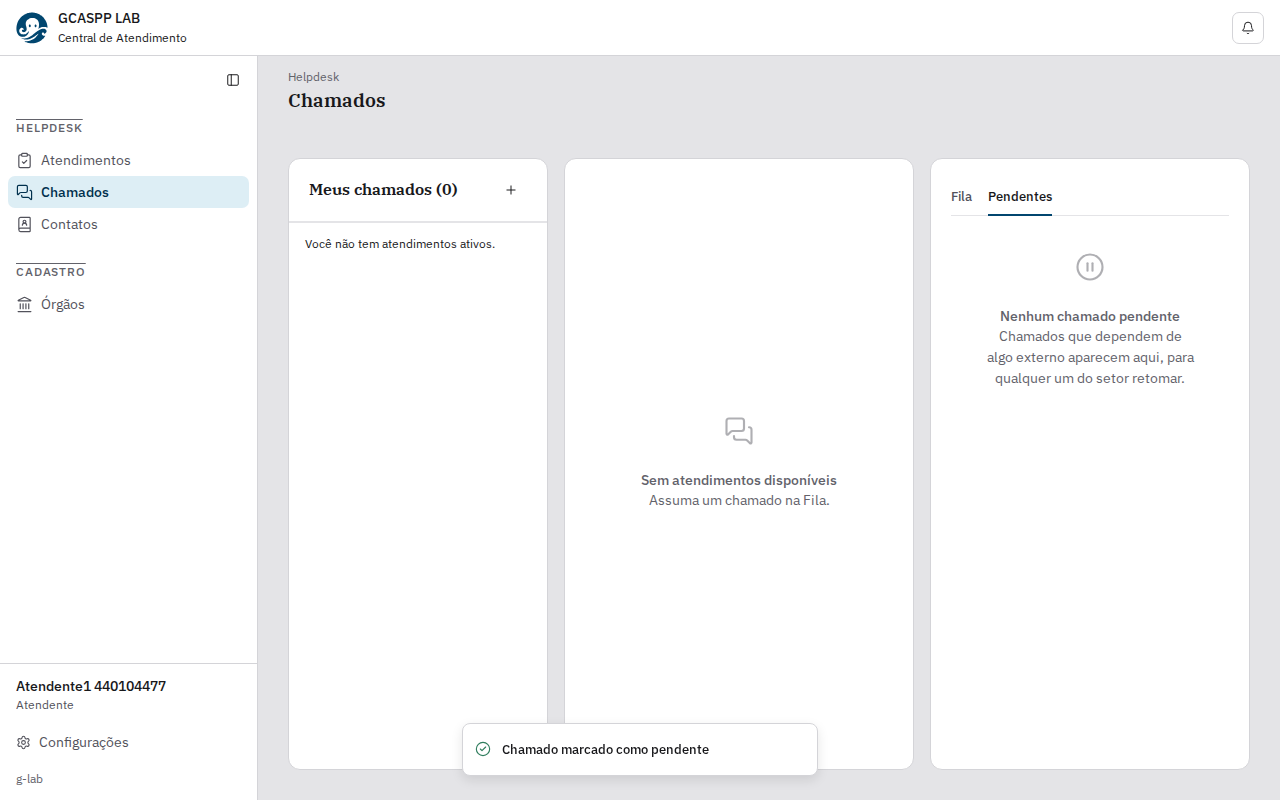 GCASPP LAB
Central de Atendimento
HELPDESK
Atendimentos
Chamados
Contatos
CADASTRO
Órgãos
Atendente1 440104477
Atendente
Configurações
g-lab
Helpdesk
Chamados
Meus chamados (0)
Você não tem atendimentos ativos.
Sem atendimentos disponíveis
Assuma um chamado na Fila.
Fila Pendentes
Nenhum chamado pendente
Chamados que dependem de
algo externo aparecem aqui, para
qualquer um do setor retomar.
Chamado marcado como pendente